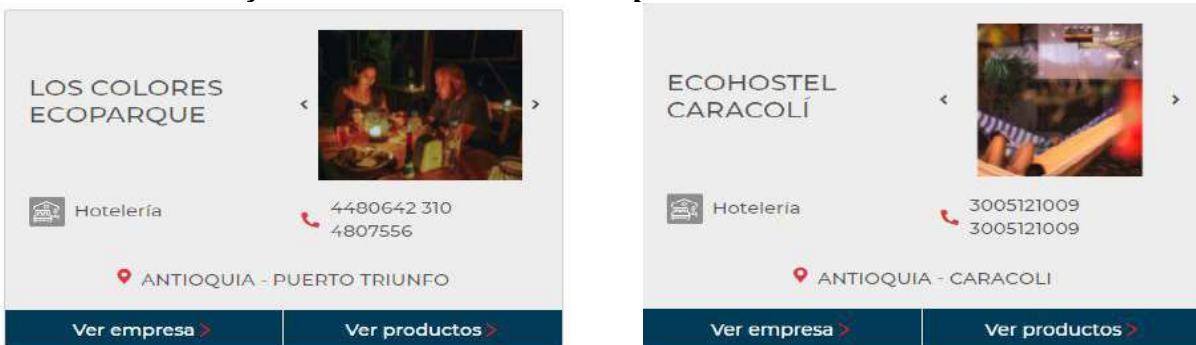 LOS COLORES
ECOPARQUE
Hotelería
4480642 310
4807556
ANTIOQUIA - PUERTO TRIUNFO
Ver empresa >
Ver productos >
ECOHOSTEL
CARACOLÍ
Hotelería
3005121009
3005121009
ANTIOQUIA - CARACOLI
Ver empresa >
Ver productos >